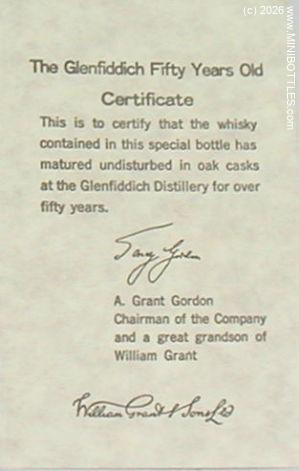 (c) 2026
www.MINIBOTTLES.com
The Glenfiddich Fifty Years Old
Certificate
This is to certify that the whisky
contained in this special bottle has
matured undisturbed in oak casks
at the Glenfiddich Distillery for over
fifty years.
A. Grant Gordon
Chairman of the Company
and a great grandson of
William Grant
William Grant & Sons Ltd